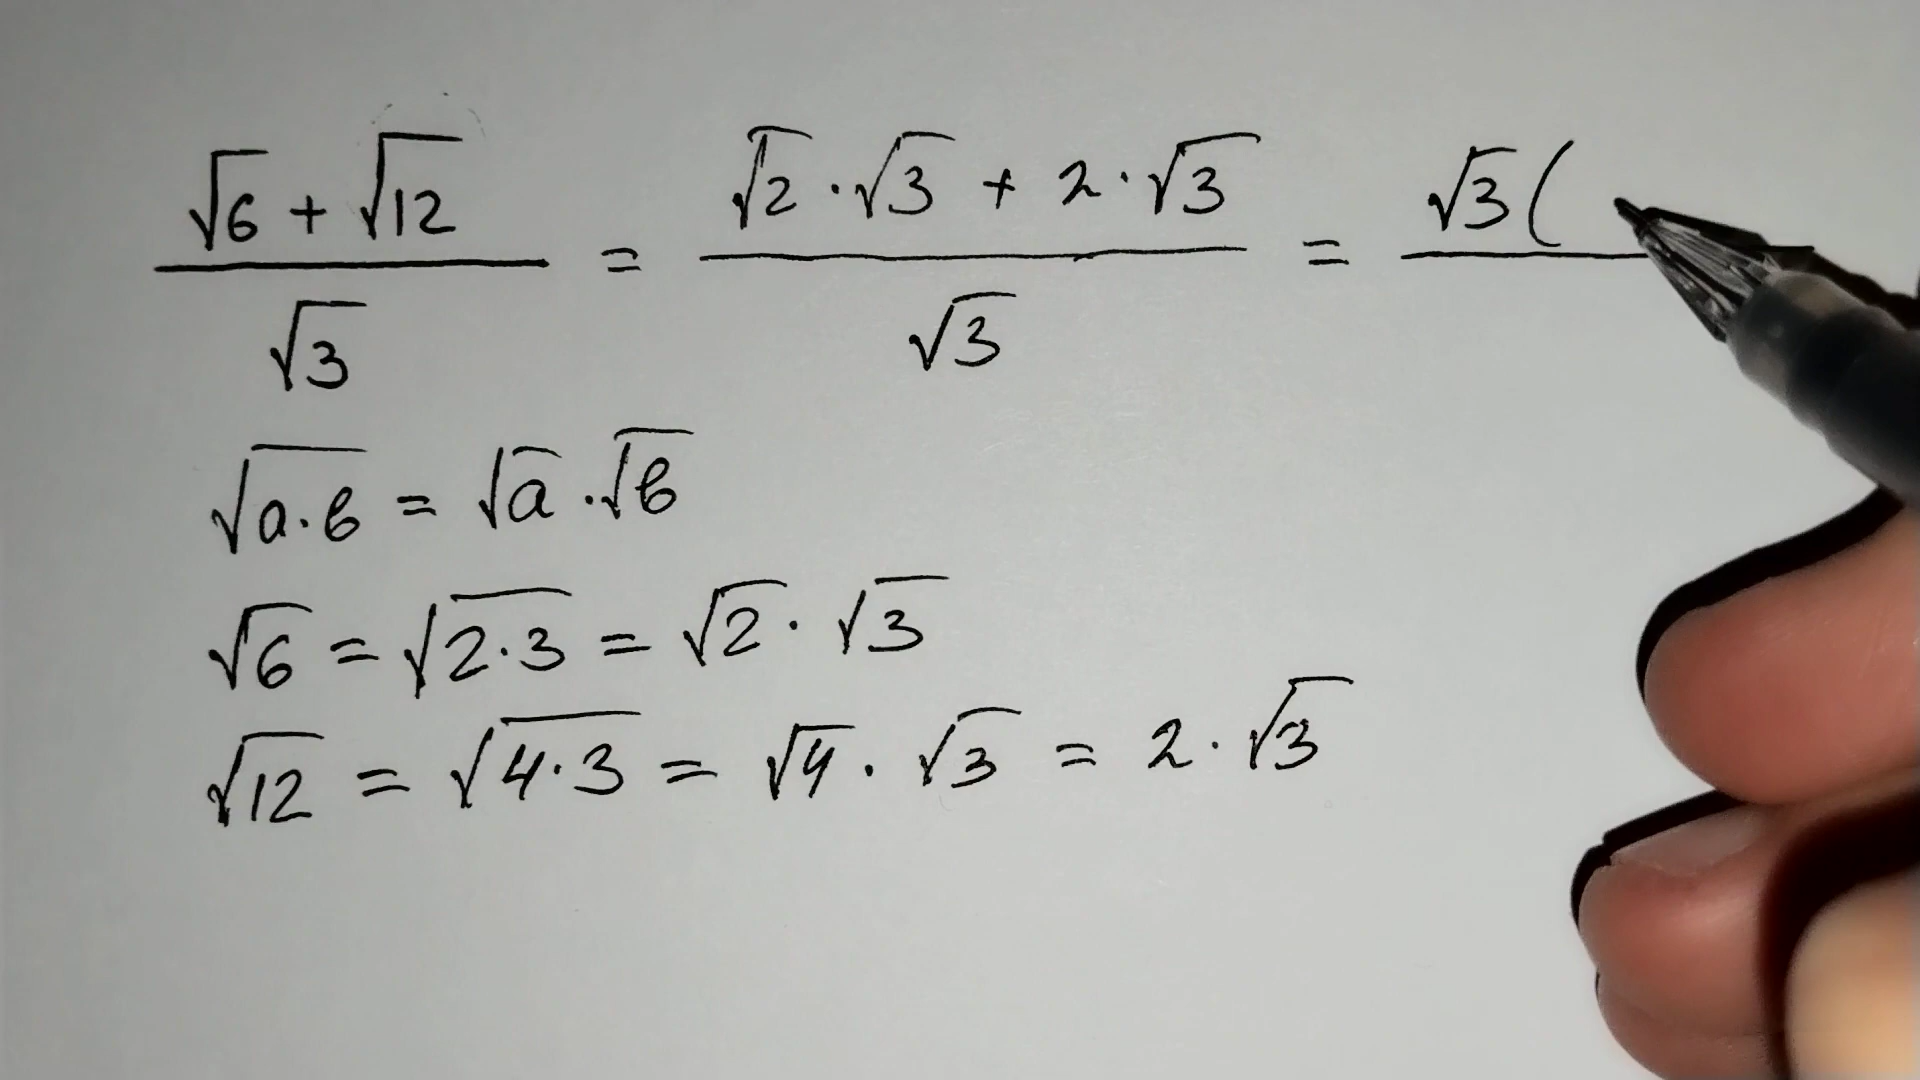 (√6 + √12)/√3 = (√2 · √3 + 2 · √3)/√3 = √3(
√(a · в) = √a · √в
√6 = √(2 · 3) = √2 · √3
√12 = √(4 · 3) = √4 · √3 = 2 · √3